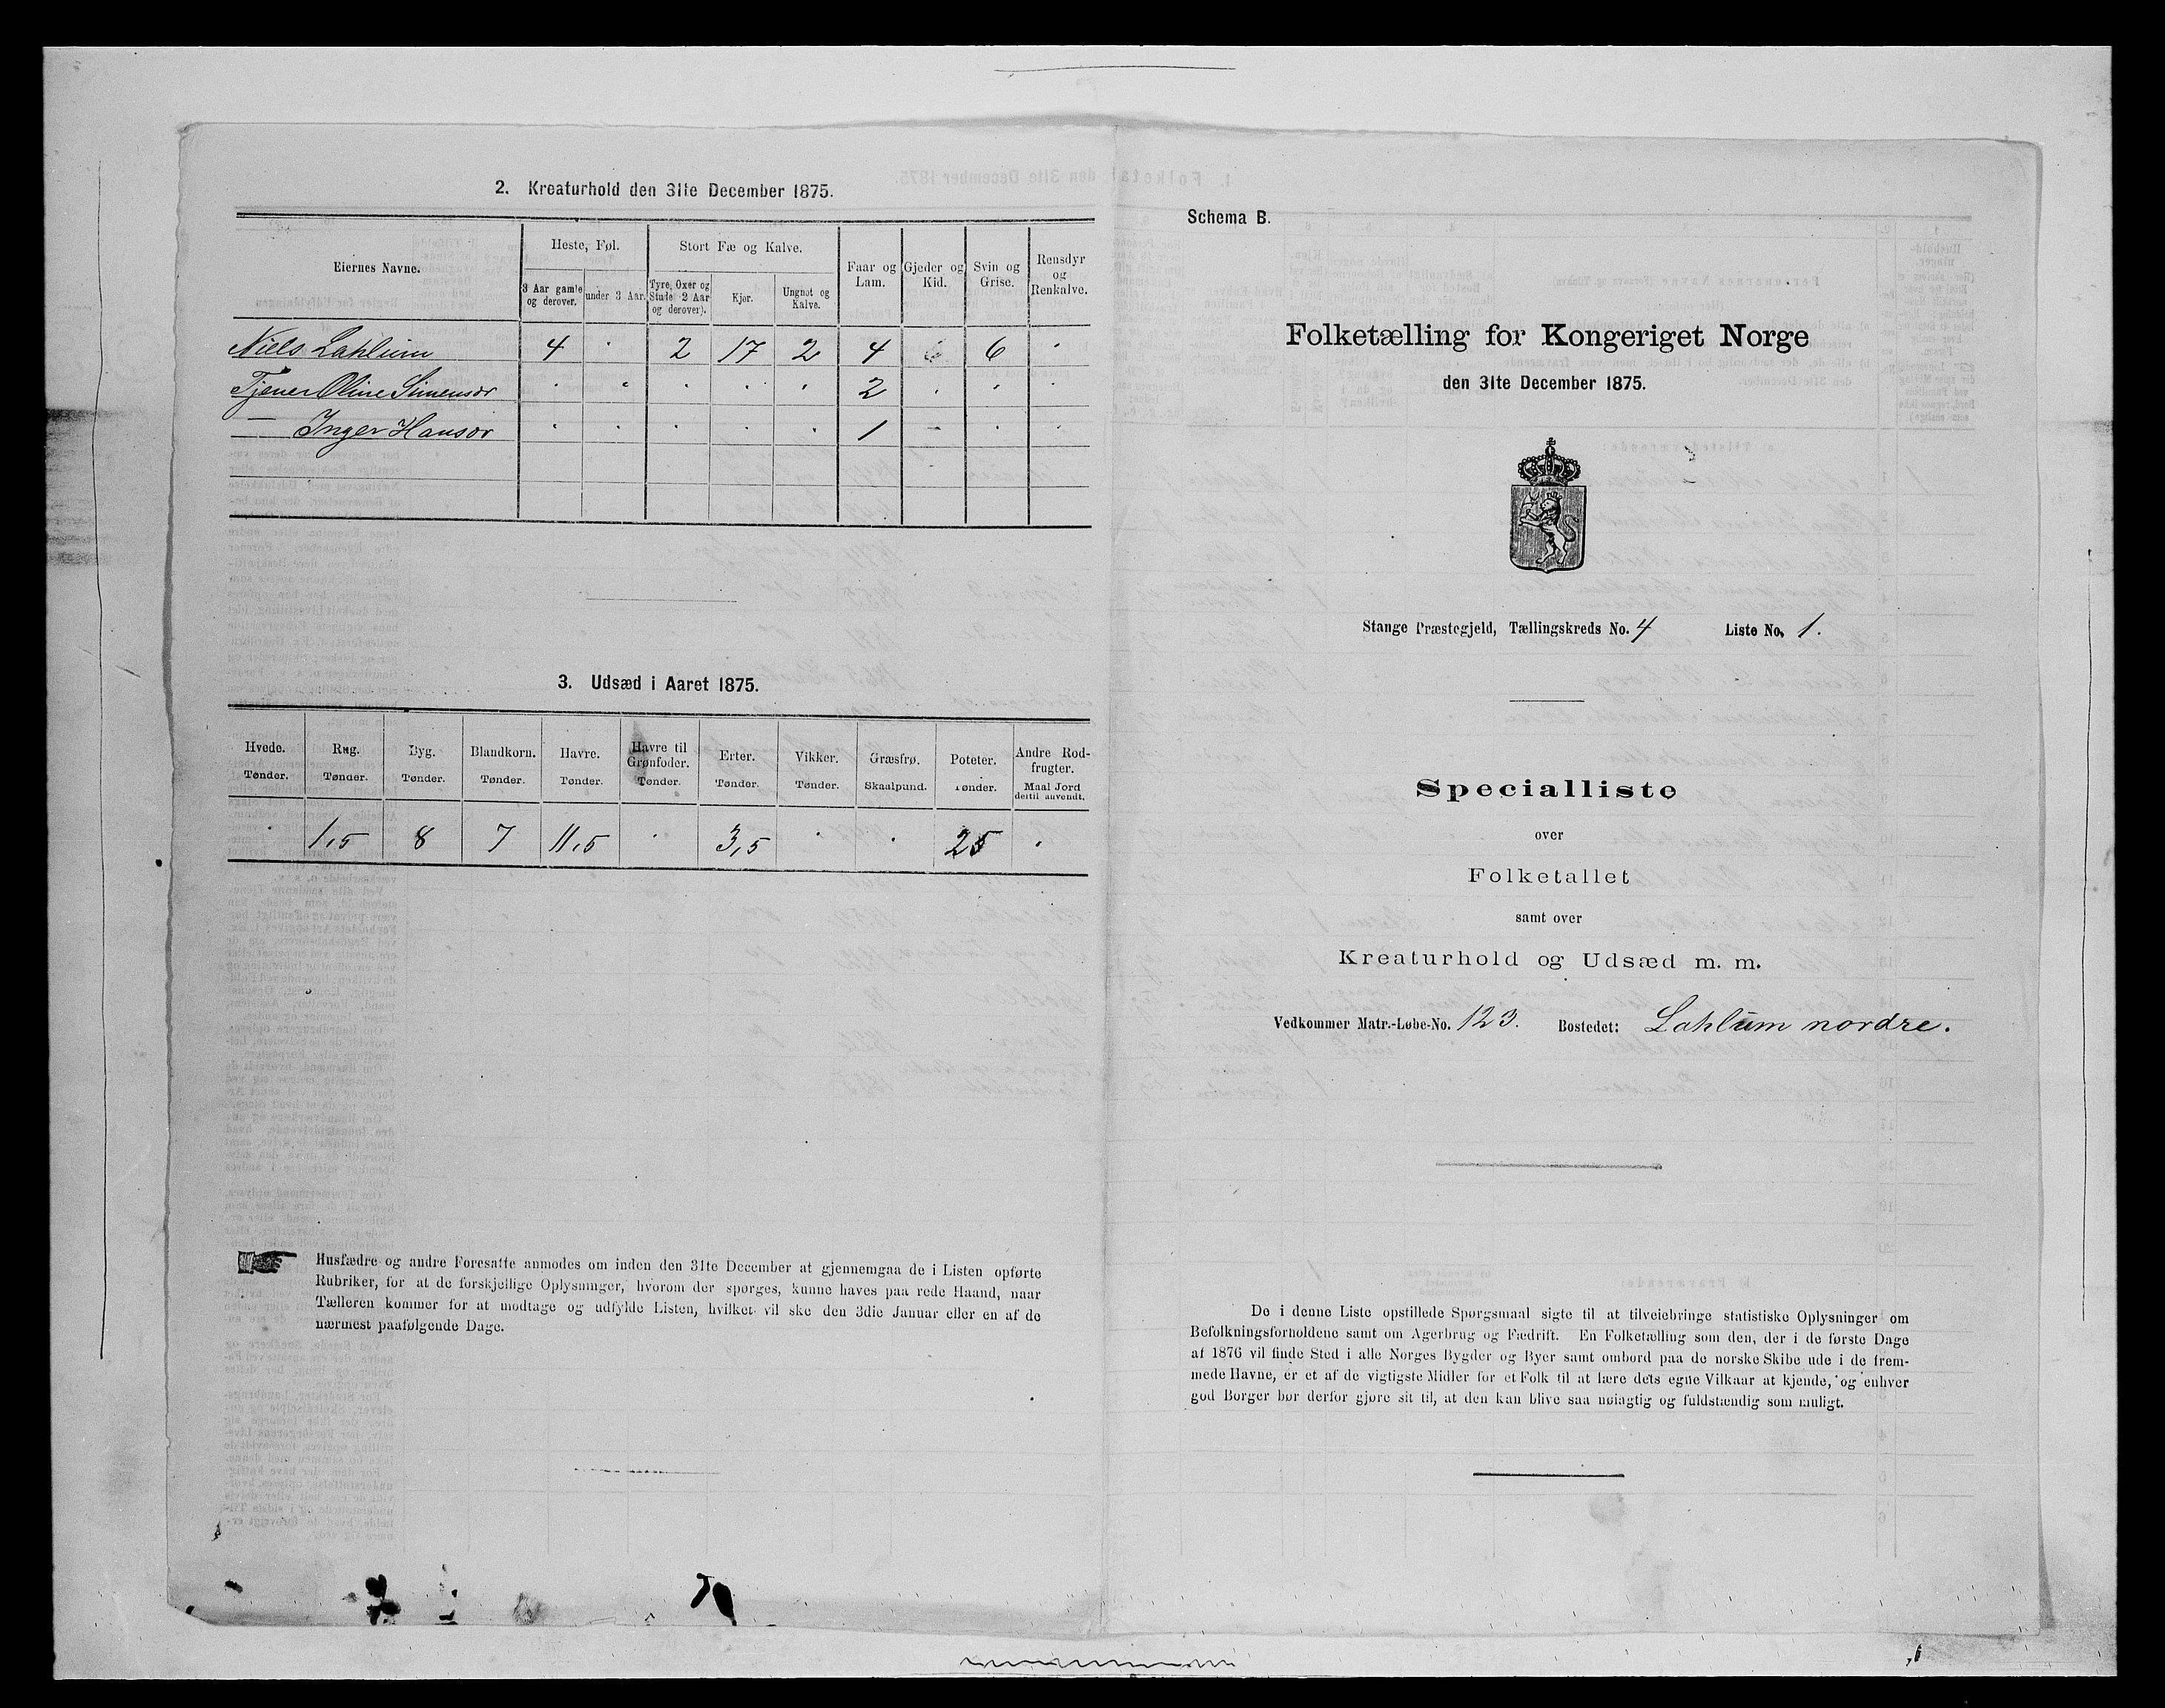 2. Kreaturhold den 31te December 1875.
Eiernes Navne.
Heste, Føl.
Stort Fæ og Kalve.
Faar og Lam.
Gjeder og Kid.
Svin og Grise.
Rensdyr og Renkalve.
3 Aar gamle og derover.
under 3 Aar.
Tyre, Oxer og Stude (2 Aar og derover).
Kjør.
Ungnøt og Kalve.
Niels Lahlum 4 · 2 17 2 4 6 ·
Tjener Oline Simensdr · · · · · 2 · · ·
— Inger Hansdr · · · · · 1 - · ·
3. Udsæd i Aaret 1875.
Hvede. Rug. Byg. Blandkorn. Havre. Havre til Grønfoder. Erter. Vikker. Græsfrø. Poteter. Andre Rodfrugter.
Tønder. Tønder. Tønder. Tønder. Tønder. Tønder. Tønder. Tønder. Skaalpund. Tønder. Maal Jord dertil anvendt.
· 1,5 8 7 11,5 · 3,5 · · 25 ·
Husfædre og andre Foresatte anmodes om inden den 31te December at gjennemgaa de i Listen opførte
Rubriker, for at de forskjellige Oplysninger, hvorom der spørges, kunne haves paa rede Haand, naar
Tælleren kommer for at modtage og udfylde Listen, hvilket vil ske den 3die Januar eller en af de
nærmest paafølgende Dage.
Schema B.
Folketælling for Kongeriget Norge
den 31te December 1875.
Stange Præstegjeld, Tællingskreds No. 4 Liste No. 1.
Specialliste
over
Folketallet
samt over
Kreaturhold og Udsæd m. m.
Vedkommer Matr.-Løbe-No. 123. Bostedet: Lahlum nordre.
De i denne Liste opstillede Spørgsmaal sigte til at tilveiebringe statistiske Oplysninger om
Befolkningsforholdene samt om Agerbrug og Fædrift. En Folketælling som den, der i de første Dage
af 1876 vil finde Sted i alle Norges Bygder og Byer samt ombord paa de norske Skibe ude i de frem-
mede Havne, er et af de vigtigste Midler for et Folk til at lære dets egne Vilkaar at kjende, og enhver
god Borger bør derfor gjøre sit til, at den kan blive saa nøiagtig og fuldstændig som muligt.